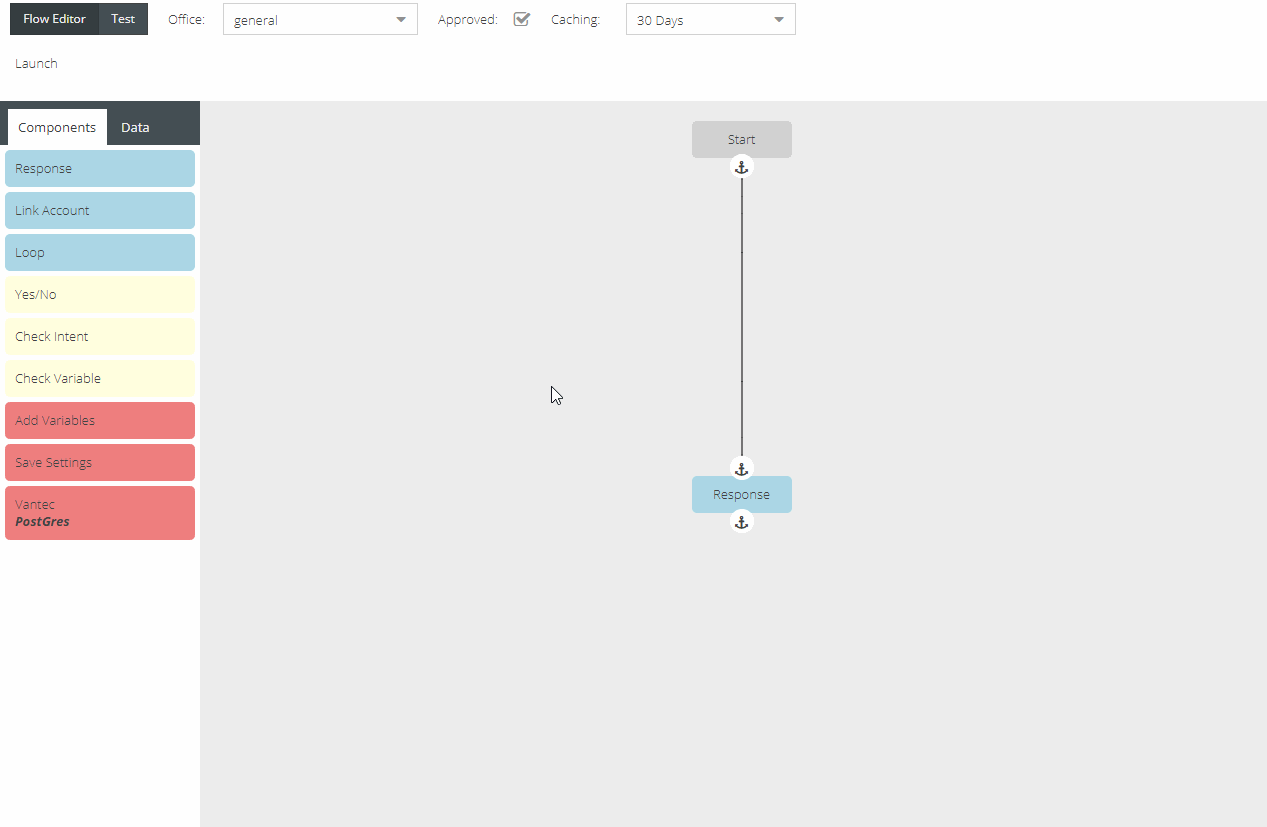 Flow Editor Test Office: general Approved: Caching: 30 Days
Launch
Components Data
Response
Link Account
Loop
Yes/No
Check Intent
Check Variable
Add Variables
Save Settings
Vantec
PostGres
Start
Response